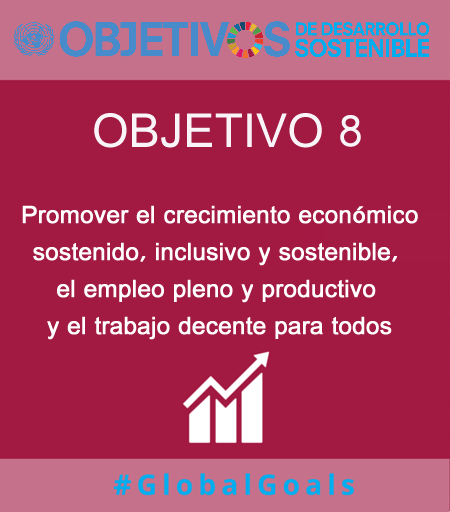 OBJETIVOS DE DESARROLLO SOSTENIBLE
OBJETIVO 8
Promover el crecimiento económico
sostenido, inclusivo y sostenible,
el empleo pleno y productivo
y el trabajo decente para todos
#GlobalGoals